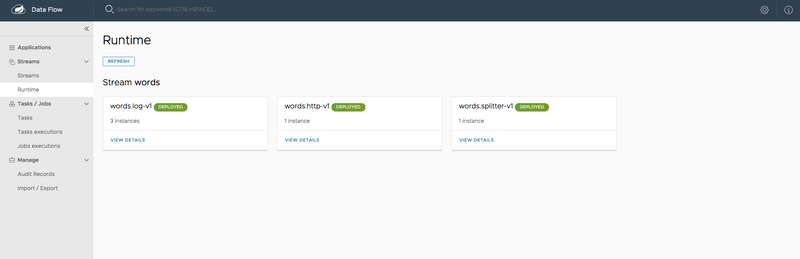 Data Flow
Search for keywords (CTRL+SPACE)...
Applications
Streams
Streams
Runtime
Tasks / Jobs
Tasks
Tasks executions
Jobs executions
Manage
Audit Records
Import / Export
Runtime
REFRESH
Stream words
words.log-v1 DEPLOYED
3 instances
VIEW DETAILS
words.http-v1 DEPLOYED
1 instance
VIEW DETAILS
words.splitter-v1 DEPLOYED
1 instance
VIEW DETAILS